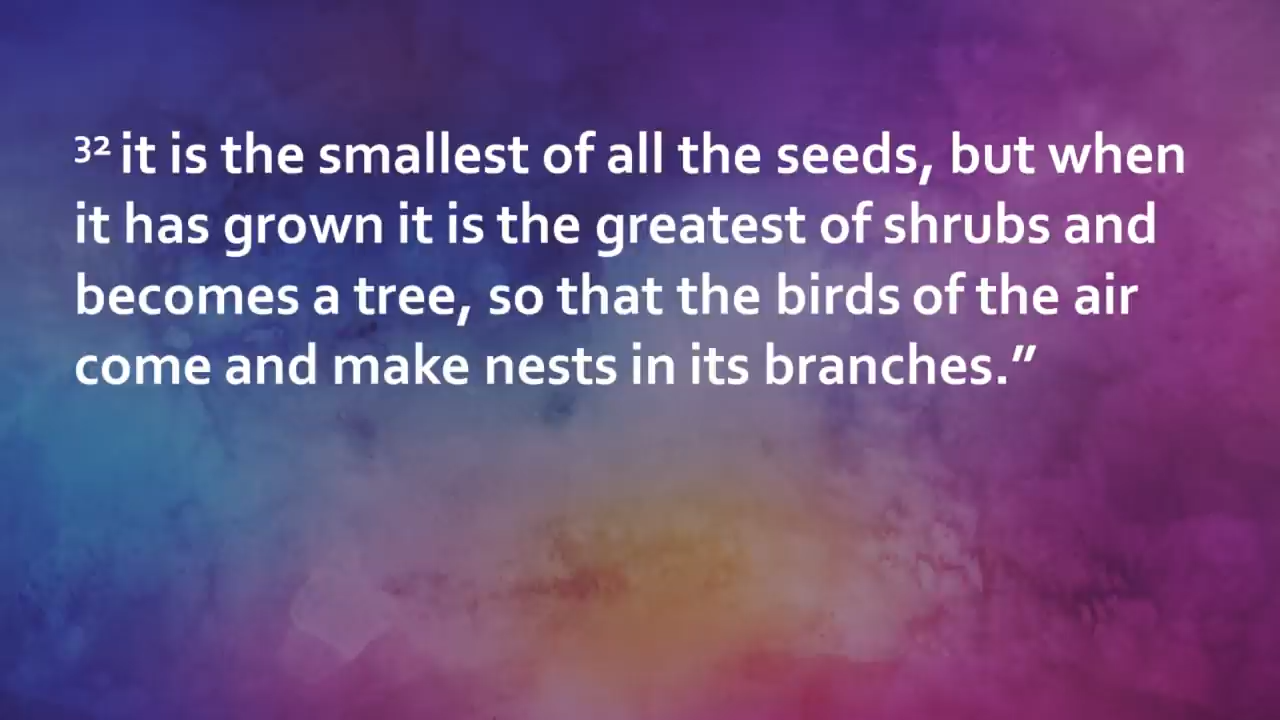 ³² it is the smallest of all the seeds, but when
it has grown it is the greatest of shrubs and
becomes a tree, so that the birds of the air
come and make nests in its branches.”